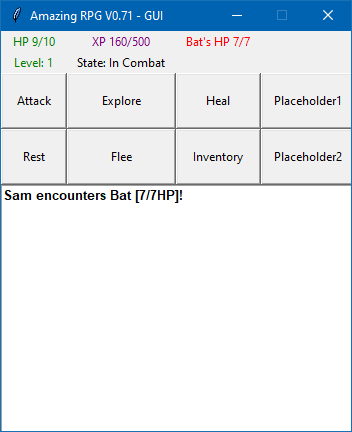 Amazing RPG V0.71 - GUI
HP 9/10 XP 160/500 Bat's HP 7/7
Level: 1 State: In Combat
Attack Explore Heal Placeholder1
Rest Flee Inventory Placeholder2
Sam encounters Bat [7/7HP]!